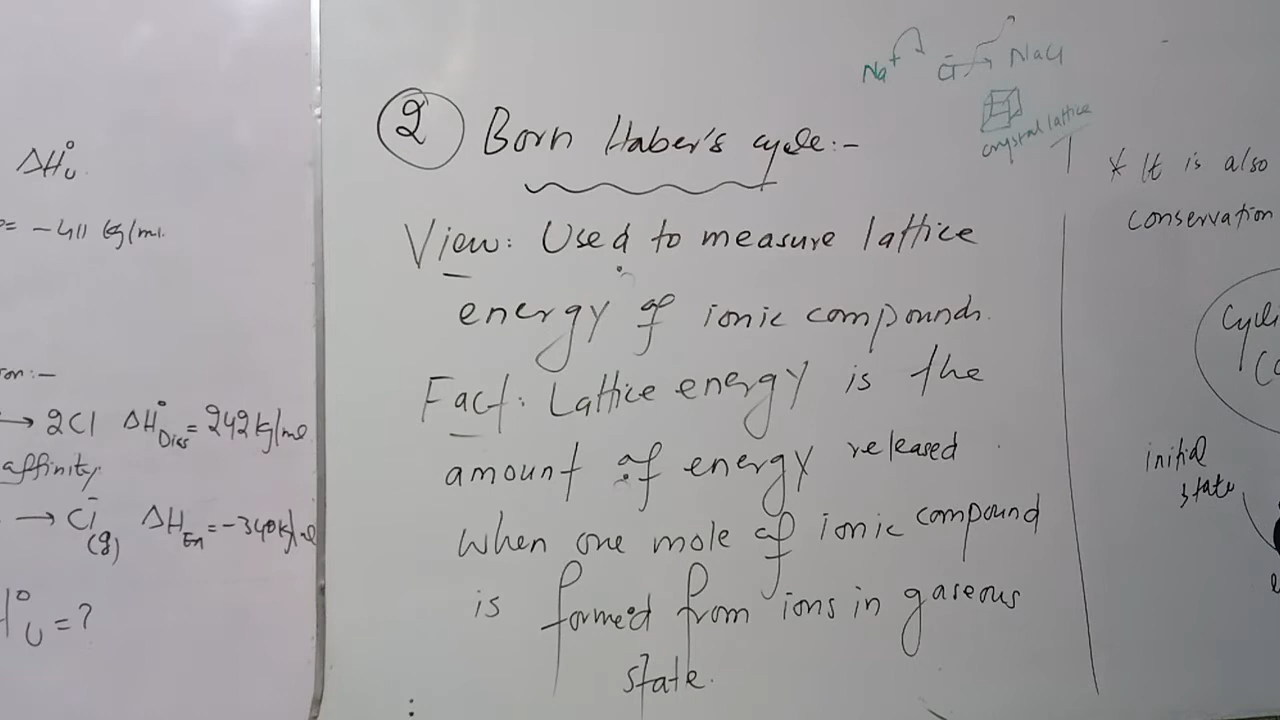 ΔH°U
= -411 kJ/ml.
ion:-
→ 2Cl ΔH°Diss = 242 kJ/ml
affinity
→ Cl⁻(g) ΔHEn = -340 kJ/ml
H°U = ?
Na⁺ Cl⁻ → NaCl
crystal lattice
② Born Haber's cycle:-
View: Used to measure lattice
energy of ionic compounds.
Fact: Lattice energy is the
amount of energy released
when one mole of ionic compound
is formed from ions in gaseous
state.
* It is also
conservation
initial
state